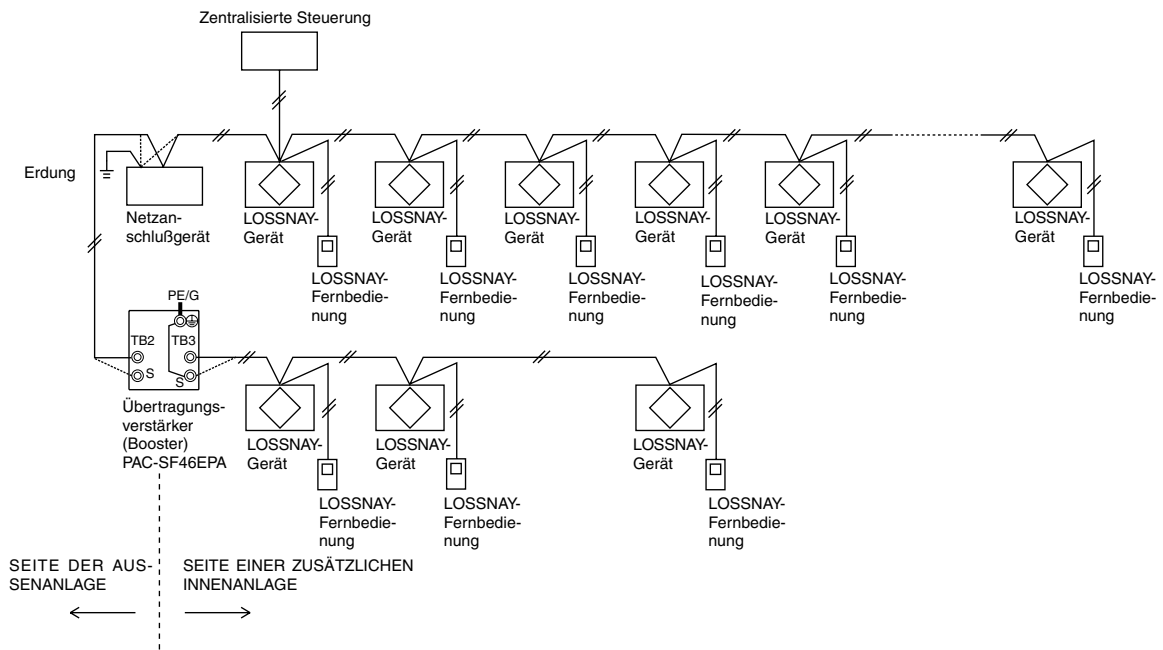 Zentralisierte Steuerung
Erdung
Netzan-
schlußgerät
LOSSNAY-
Gerät
LOSSNAY-
Gerät
LOSSNAY-
Gerät
LOSSNAY-
Gerät
LOSSNAY-
Gerät
LOSSNAY-
Gerät
LOSSNAY-
Fernbedie-
nung
LOSSNAY-
Fernbedie-
nung
LOSSNAY-
Fernbedie-
nung
LOSSNAY-
Fernbedie-
nung
LOSSNAY-
Fernbedie-
nung
LOSSNAY-
Fernbedie-
nung
PE/G
TB2
TB3
S
S
Übertragungs-
verstärker
(Booster)
PAC-SF46EPA
LOSSNAY-
Gerät
LOSSNAY-
Gerät
LOSSNAY-
Gerät
LOSSNAY-
Fernbedie-
nung
LOSSNAY-
Fernbedie-
nung
LOSSNAY-
Fernbedie-
nung
SEITE DER AUS-
SENANLAGE
SEITE EINER ZUSÄTZLICHEN
INNENANLAGE